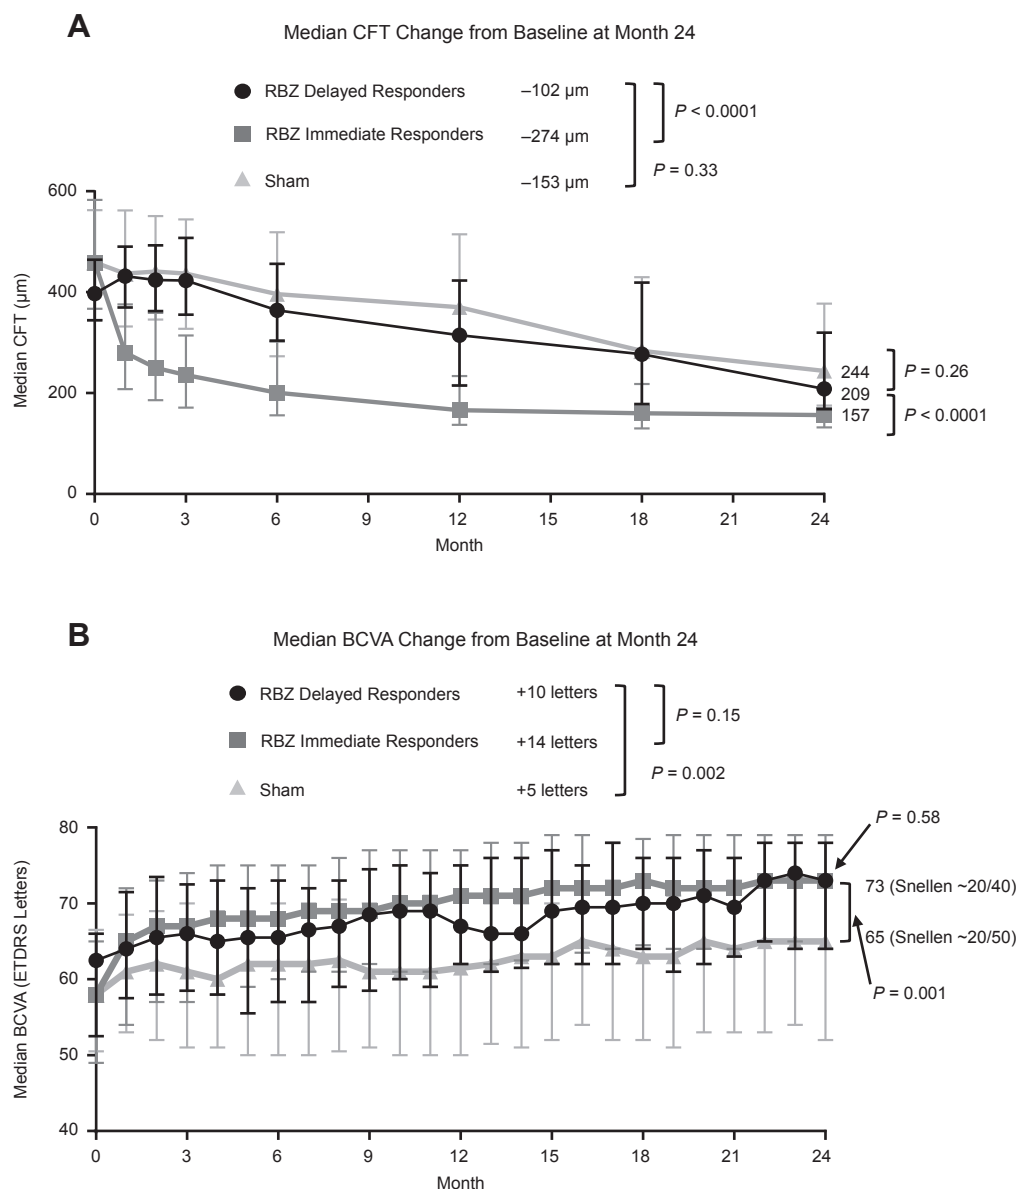 A
Median CFT Change from Baseline at Month 24
RBZ Delayed Responders –102 µm
P < 0.0001
RBZ Immediate Responders –274 µm
P = 0.33
Sham –153 µm
Median CFT (µm)
600
400
200
0
244
P = 0.26
209
157
P < 0.0001
0 3 6 9 12 15 18 21 24
Month
B
Median BCVA Change from Baseline at Month 24
RBZ Delayed Responders +10 letters
P = 0.15
RBZ Immediate Responders +14 letters
P = 0.002
Sham +5 letters
Median BCVA (ETDRS Letters)
80
70
60
50
40
P = 0.58
73 (Snellen ~20/40)
65 (Snellen ~20/50)
P = 0.001
0 3 6 9 12 15 18 21 24
Month